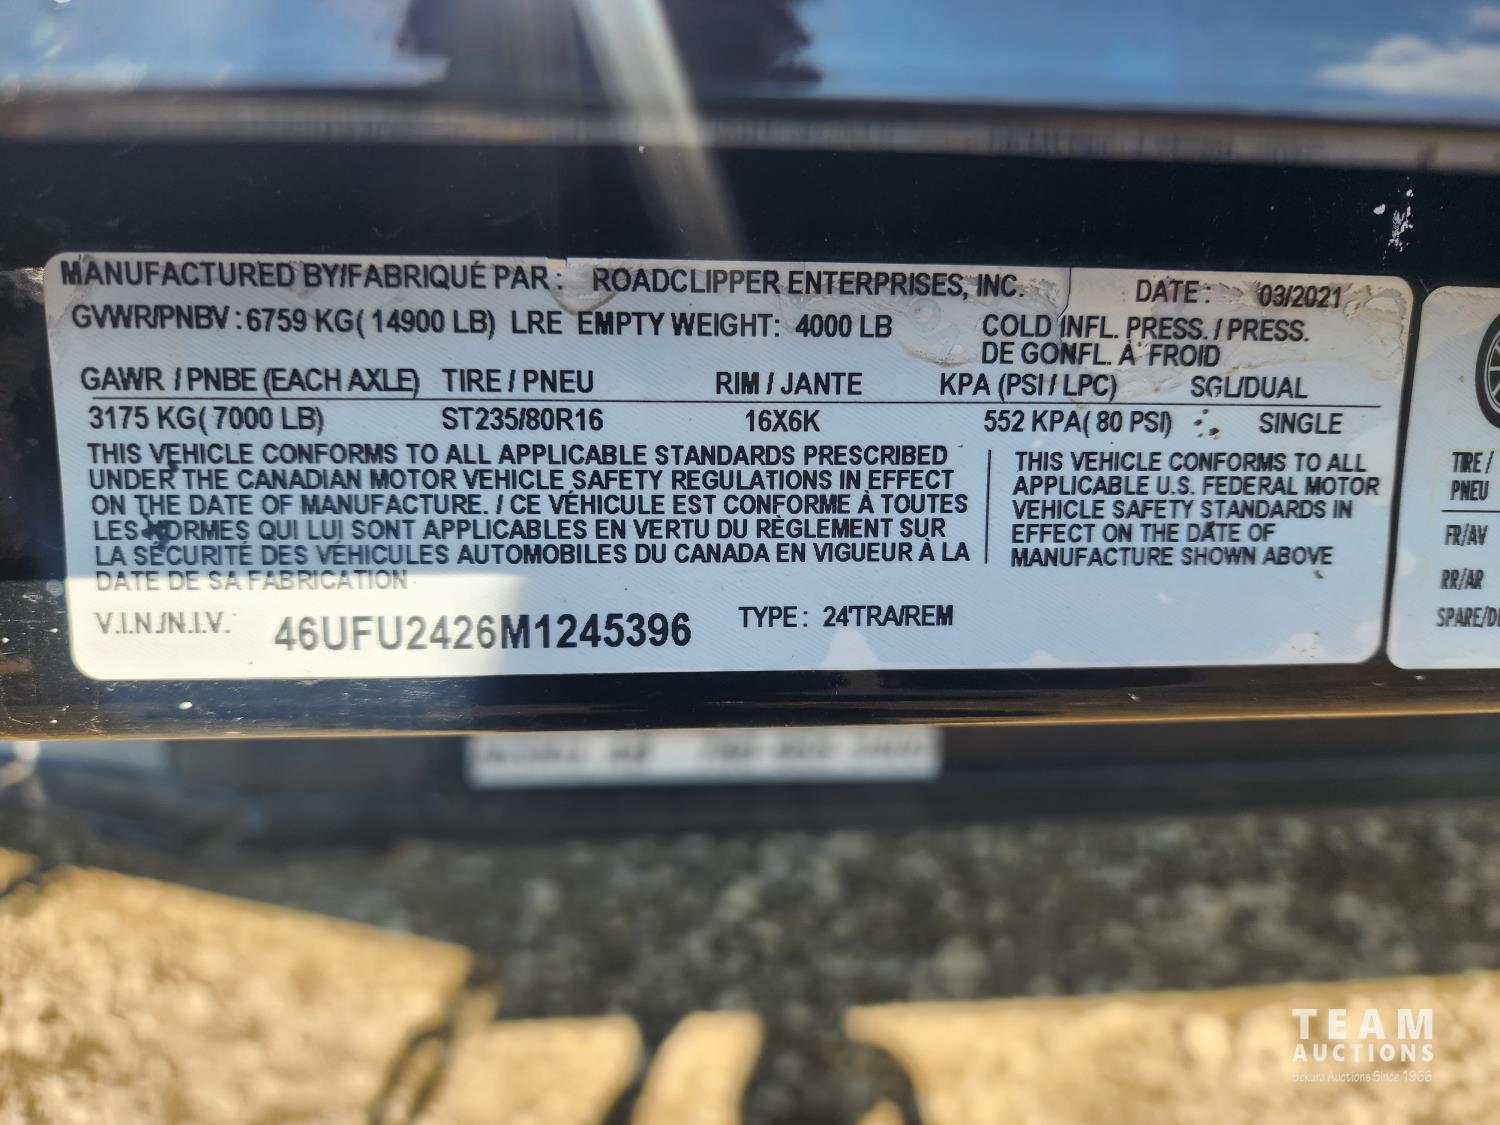 MANUFACTURED BY/FABRIQUÉ PAR : ROADCLIPPER ENTERPRISES, INC. DATE : 03/2021
GVWR/PNBV : 6759 KG( 14900 LB) LRE EMPTY WEIGHT: 4000 LB COLD INFL. PRESS. / PRESS.
DE GONFL. À FROID
GAWR / PNBE (EACH AXLE) TIRE / PNEU RIM / JANTE KPA (PSI / LPC) SGL/DUAL
3175 KG( 7000 LB) ST235/80R16 16X6K 552 KPA( 80 PSI) SINGLE
THIS VEHICLE CONFORMS TO ALL APPLICABLE STANDARDS PRESCRIBED
UNDER THE CANADIAN MOTOR VEHICLE SAFETY REGULATIONS IN EFFECT
ON THE DATE OF MANUFACTURE. / CE VÉHICULE EST CONFORME À TOUTES
LES NORMES QUI LUI SONT APPLICABLES EN VERTU DU RÈGLEMENT SUR
LA SÉCURITÉ DES VÉHICULES AUTOMOBILES DU CANADA EN VIGUEUR À LA
DATE DE SA FABRICATION
THIS VEHICLE CONFORMS TO ALL
APPLICABLE U.S. FEDERAL MOTOR
VEHICLE SAFETY STANDARDS IN
EFFECT ON THE DATE OF
MANUFACTURE SHOWN ABOVE
V.I.N./N.I.V. 46UFU2426M1245396 TYPE : 24'TRA/REM
TIRE /
PNEU
FR/AV
RR/AR
SPARE/DE
TEAM
AUCTIONS
Sekura Auctions Since 1966